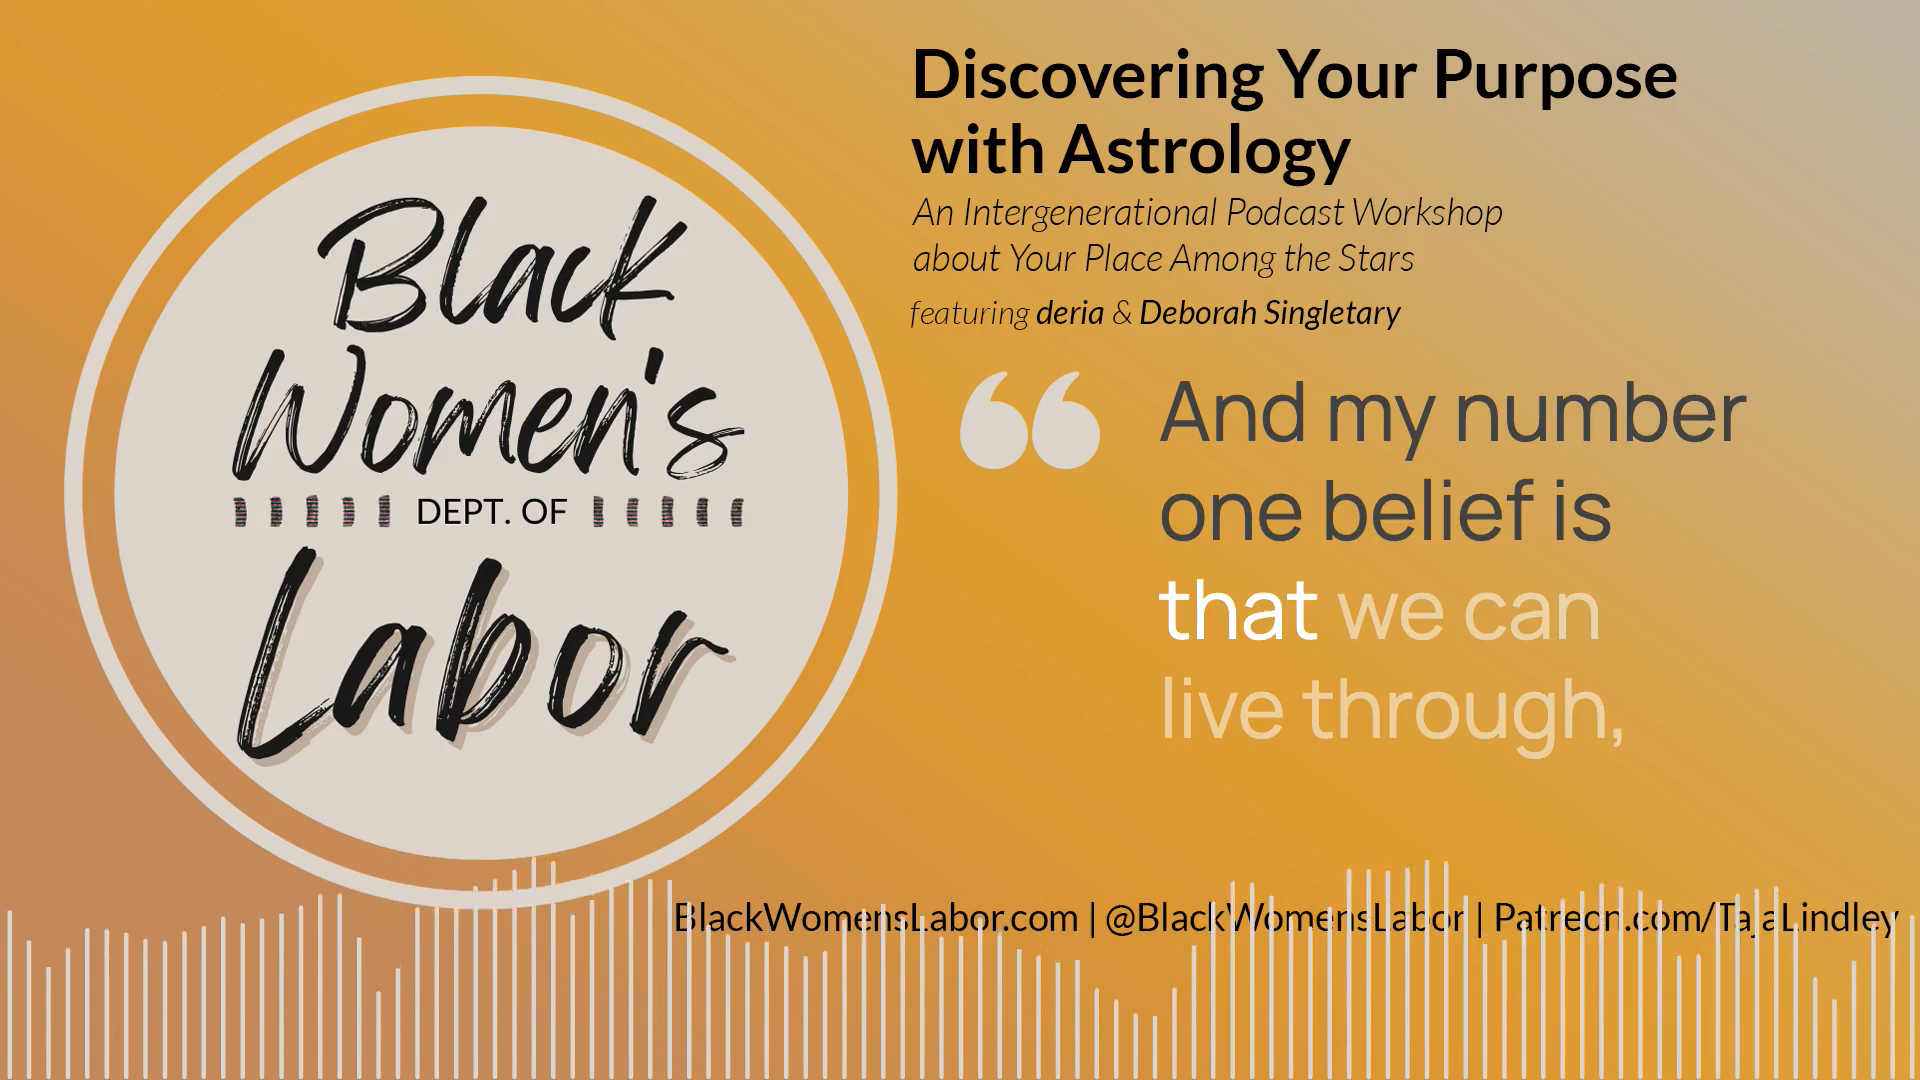 Black
Women's
DEPT. OF
Labor
Discovering Your Purpose
with Astrology
An Intergenerational Podcast Workshop
about Your Place Among the Stars
featuring deria & Deborah Singletary
“
And my number
one belief is
that we can
live through,
BlackWomensLabor.com | @BlackWomensLabor | Patreon.com/TajaLindley